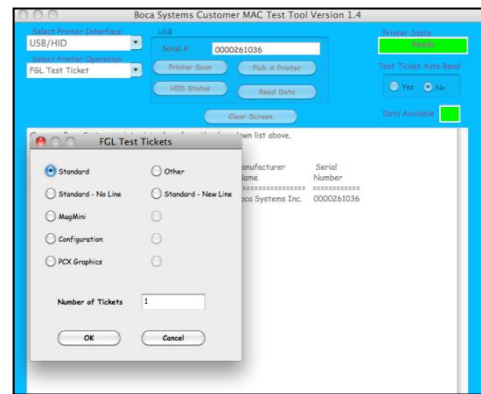 Boca Systems Customer MAC Test Tool Version 1.4
Select Printer Interface
USB/HID
Select Printer Operation
FGL Test Ticket
USB
Serial # 0000261036
Printer Scan
Pick A Printer
HID Status
Read Data
Clear Screen
Printer State
Ready
Test Ticket Auto Read
Yes
No
Data Available
down list above.
anufacturer Serial
Name Number
================ ============
oca Systems Inc. 0000261036
FGL Test Tickets
Standard
Other
Standard - No Line
Standard - New Line
MagMini
Configuration
PCX Graphics
Number of Tickets 1
OK
Cancel